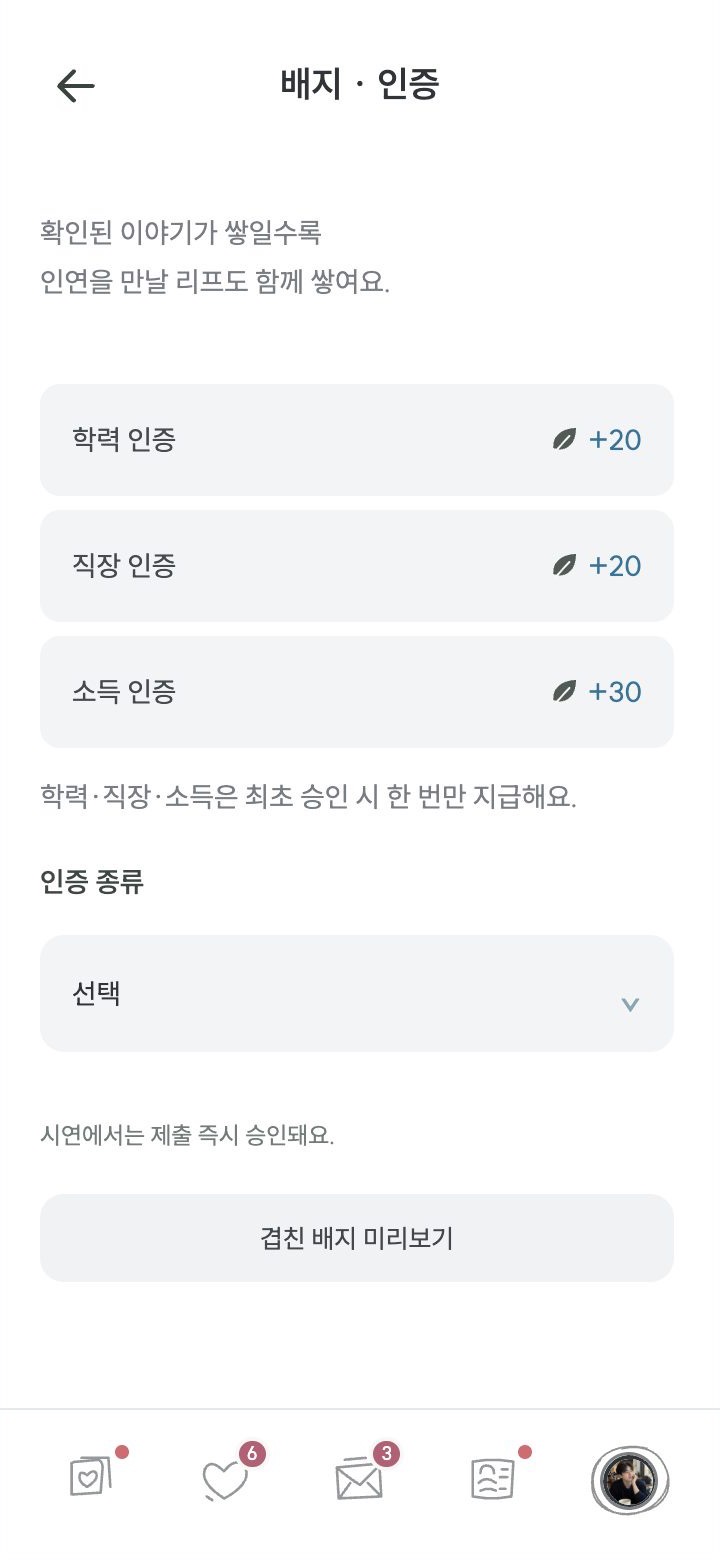 배지 · 인증
확인된 이야기가 쌓일수록
인연을 만날 리프도 함께 쌓여요.
학력 인증 +20
직장 인증 +20
소득 인증 +30
학력·직장·소득은 최초 승인 시 한 번만 지급해요.
인증 종류
선택
시연에서는 제출 즉시 승인돼요.
겹친 배지 미리보기
6 3